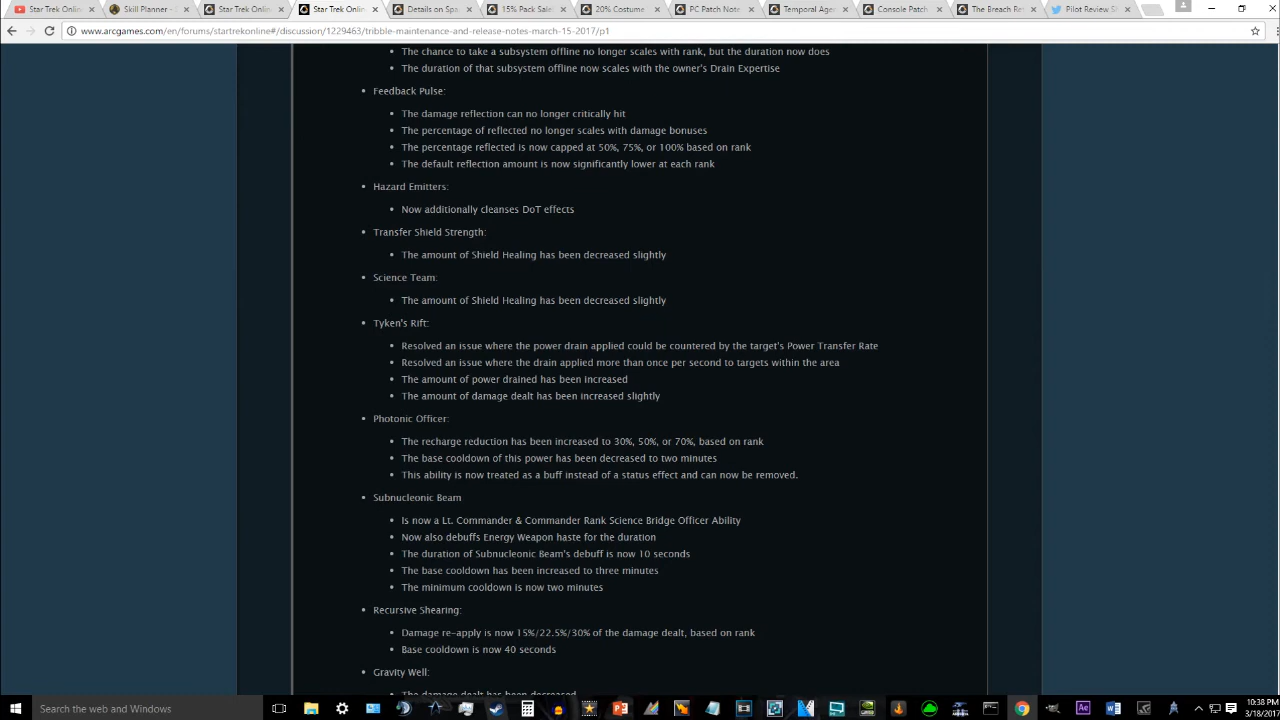 Star Trek Onlin
Skill Planner -
Star Trek Onlin
Star Trek Onlin
Details on Spa
15% Pack Sale
20% Costume
PC Patch Note
Temporal Agen
Console Patch
The Breach Re
Pilot Review S
www.arcgames.com/en/forums/startrekonline#/discussion/1229463/tribble-maintenance-and-release-notes-march-15-2017/p1
The chance to take a subsystem offline no longer scales with rank, but the duration now does
The duration of that subsystem offline now scales with the owner's Drain Expertise
Feedback Pulse:
The damage reflection can no longer critically hit
The percentage of reflected no longer scales with damage bonuses
The percentage reflected is now capped at 50%, 75%, or 100% based on rank
The default reflection amount is now significantly lower at each rank
Hazard Emitters:
Now additionally cleanses DoT effects
Transfer Shield Strength:
The amount of Shield Healing has been decreased slightly
Science Team:
The amount of Shield Healing has been decreased slightly
Tyken's Rift:
Resolved an issue where the power drain applied could be countered by the target's Power Transfer Rate
Resolved an issue where the drain applied more than once per second to targets within the area
The amount of power drained has been increased
The amount of damage dealt has been increased slightly
Photonic Officer:
The recharge reduction has been increased to 30%, 50%, or 70%, based on rank
The base cooldown of this power has been decreased to two minutes
This ability is now treated as a buff instead of a status effect and can now be removed.
Subnucleonic Beam
Is now a Lt. Commander & Commander Rank Science Bridge Officer Ability
Now also debuffs Energy Weapon haste for the duration
The duration of Subnucleonic Beam's debuff is now 10 seconds
The base cooldown has been increased to three minutes
The minimum cooldown is now two minutes
Recursive Shearing:
Damage re-apply is now 15%/22.5%/30% of the damage dealt, based on rank
Base cooldown is now 40 seconds
Gravity Well:
The damage dealt has been decreased
Search the web and Windows
10:38 PM
3/18/201